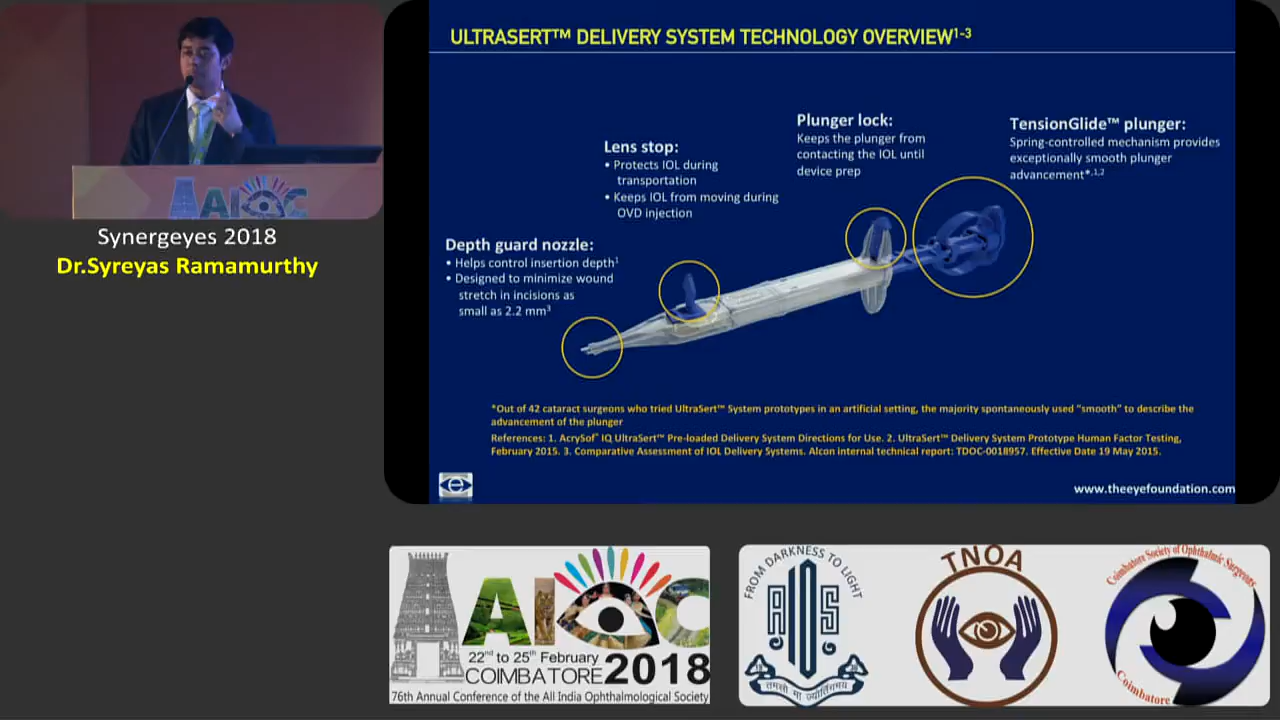 AIOC
Synergeyes 2018
Dr.Syreyas Ramamurthy
ULTRASERT™ DELIVERY SYSTEM TECHNOLOGY OVERVIEW1-3
Depth guard nozzle:
• Helps control insertion depth1
• Designed to minimize wound
stretch in incisions as
small as 2.2 mm3
Lens stop:
• Protects IOL during
transportation
• Keeps IOL from moving during
OVD injection
Plunger lock:
Keeps the plunger from
contacting the IOL until
device prep
TensionGlide™ plunger:
Spring-controlled mechanism provides
exceptionally smooth plunger
advancement*,1,2
*Out of 42 cataract surgeons who tried UltraSert™ System prototypes in an artificial setting, the majority spontaneously used "smooth" to describe the
advancement of the plunger
References: 1. AcrySof® IQ UltraSert™ Pre-loaded Delivery System Directions for Use. 2. UltraSert™ Delivery System Prototype Human Factor Testing,
February 2015. 3. Comparative Assessment of IOL Delivery Systems. Alcon internal technical report: TDOC-0018957. Effective Date 19 May 2015.
www.theeyefoundation.com
AIOC
22nd to 25th February
COIMBATORE 2018
76th Annual Conference of the All India Ophthalmological Society
FROM DARKNESS TO LIGHT
AIOS
तमसो मा ज्योतिर्गमय
TNOA
Coimbatore Society of Ophthalmic Surgeons
Coimbatore